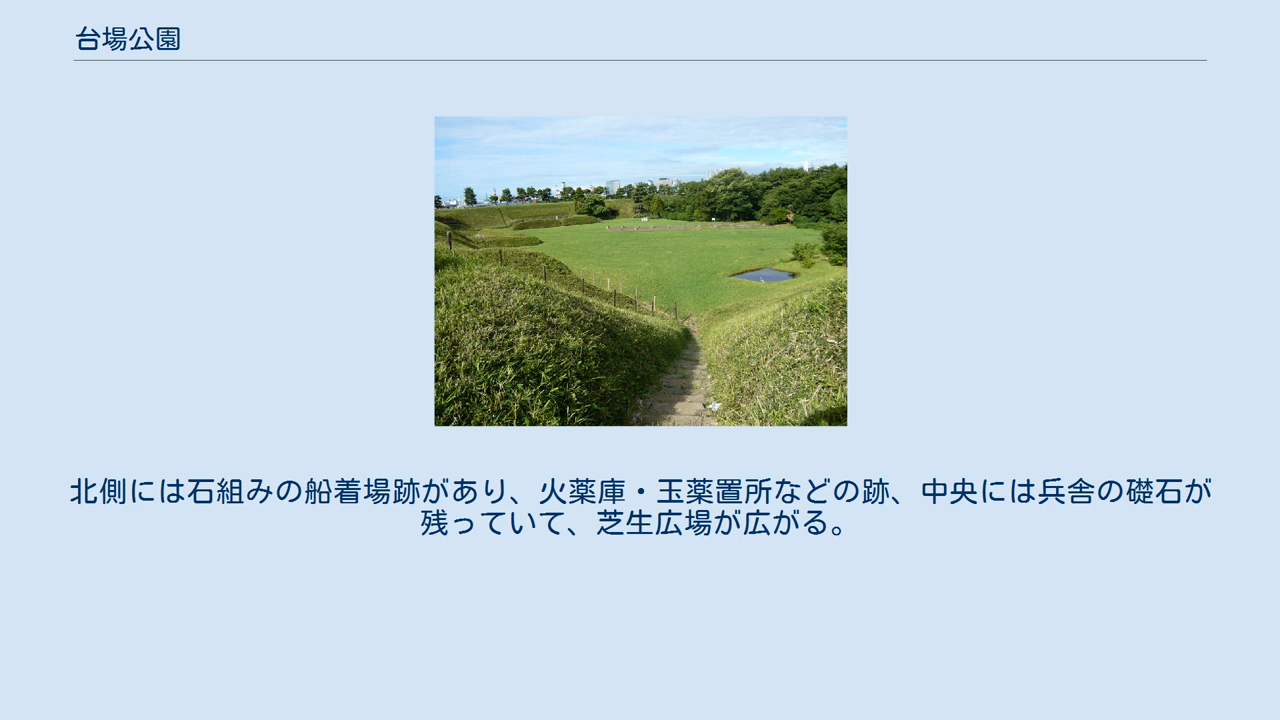 台場公園
北側には石組みの船着場跡があり、火薬庫・玉薬置所などの跡、中央には兵舎の礎石が
残っていて、芝生広場が広がる。